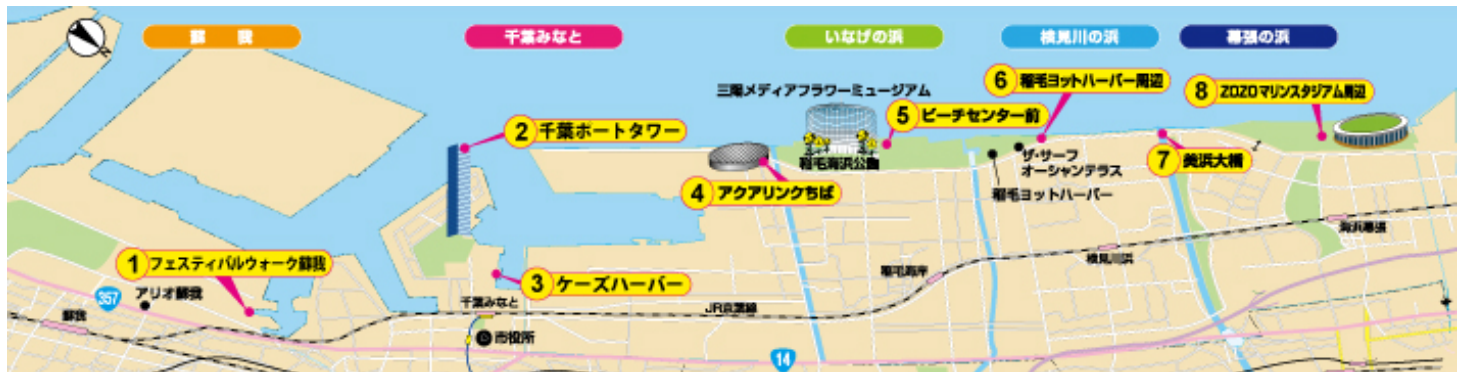 蘇 我
千葉みなと
いなげの浜
検見川の浜
幕張の浜
三陽メディアフラワーミュージアム
稲毛海浜公園
1 フェスティバルウォーク蘇我
2 千葉ポートタワー
3 ケーズハーバー
4 アクアリンクちば
5 ビーチセンター前
6 稲毛ヨットハーバー周辺
7 美浜大橋
8 ZOZOマリンスタジアム周辺
ザ・サーフ
オーシャンテラス
稲毛ヨットハーバー
357
アリオ蘇我
蘇我
千葉みなと
市役所
JR京葉線
14
稲毛海岸
検見川浜
海浜幕張